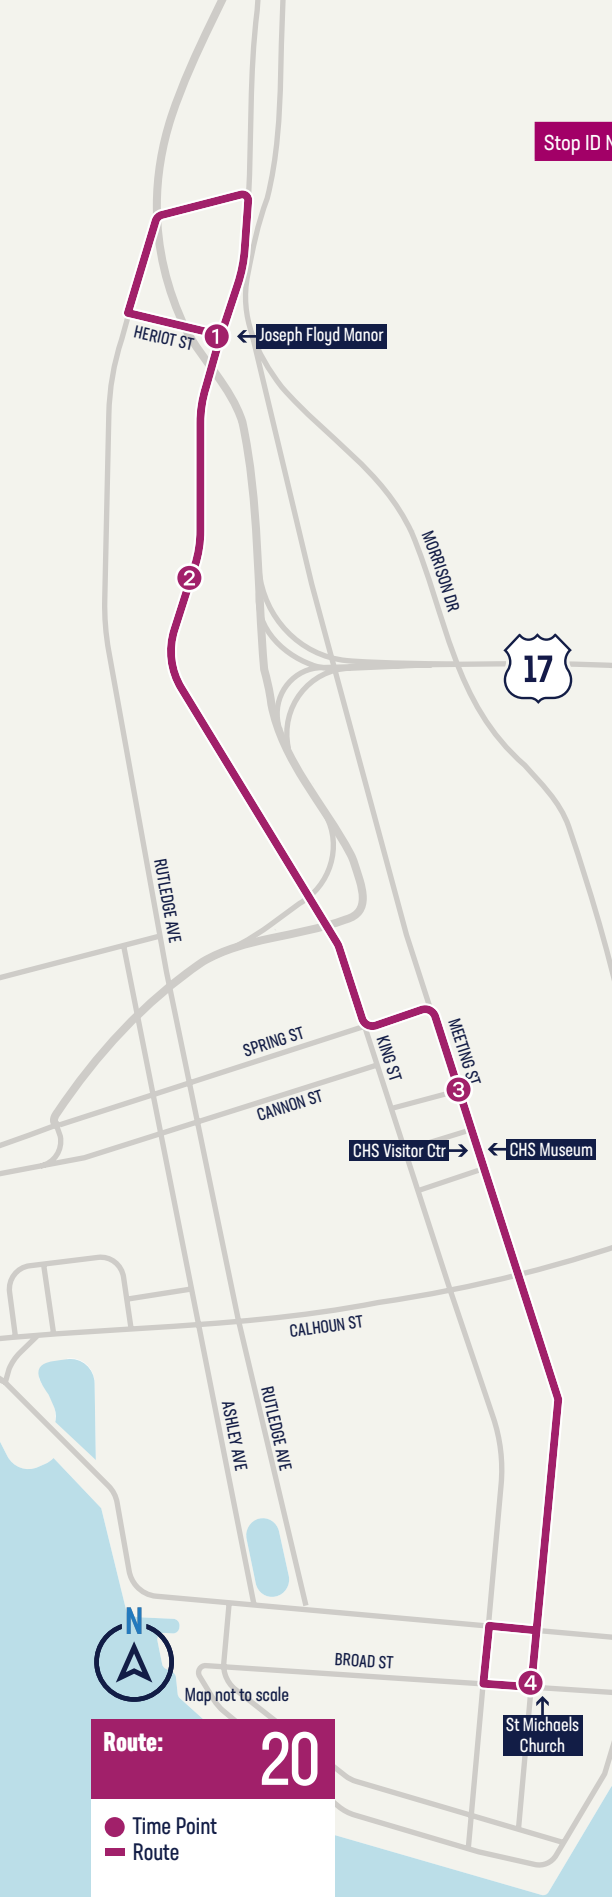 Stop ID N
1
Joseph Floyd Manor
HERIOT ST
MORRISON DR
2
17
RUTLEDGE AVE
SPRING ST
KING ST
MEETING ST
3
CANNON ST
CHS Visitor Ctr
CHS Museum
CALHOUN ST
ASHLEY AVE
RUTLEDGE AVE
N
BROAD ST
4
Map not to scale
St Michaels
Church
Route:
20
Time Point
Route